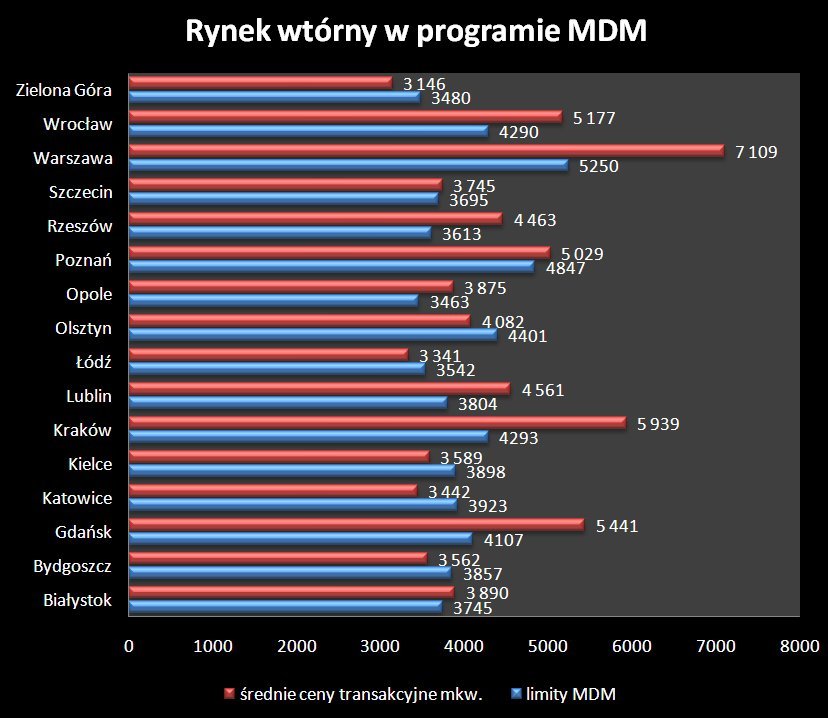 Rynek wtórny w programie MDM
Zielona Góra 3 146
3480
Wrocław 5 177
4290
Warszawa 7 109
5250
Szczecin 3 745
3695
Rzeszów 4 463
3613
Poznań 5 029
4847
Opole 3 875
3463
Olsztyn 4 082
4401
Łódź 3 341
3542
Lublin 4 561
3804
Kraków 5 939
4293
Kielce 3 589
3898
Katowice 3 442
3923
Gdańsk 5 441
4107
Bydgoszcz 3 562
3857
Białystok 3 890
3745
0 1000 2000 3000 4000 5000 6000 7000 8000
średnie ceny transakcyjne mkw. limity MDM